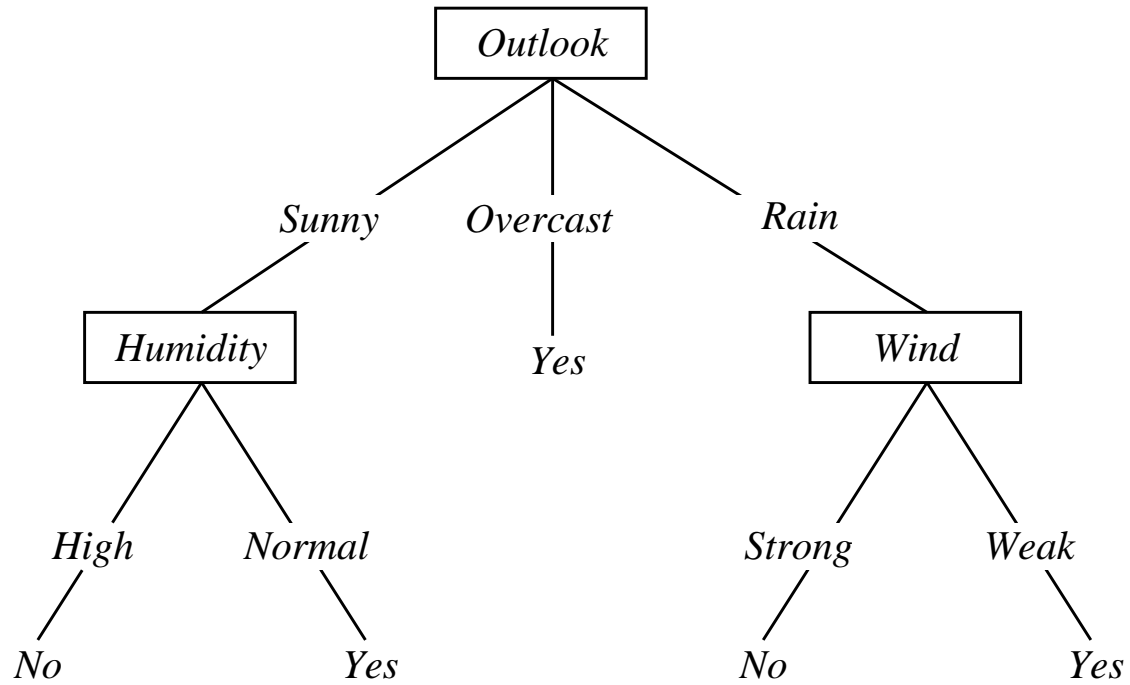 Outlook
Sunny Overcast Rain
Humidity Yes Wind
High Normal Strong Weak
No Yes No Yes